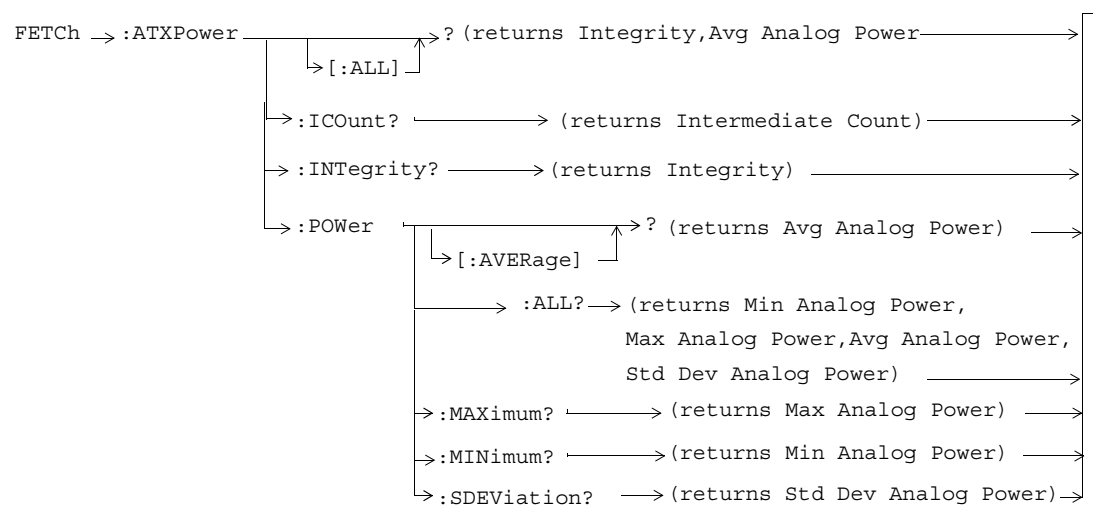 FETCh :ATXPower ? (returns Integrity,Avg Analog Power
[:ALL]
:ICOunt? (returns Intermediate Count)
:INTegrity? (returns Integrity)
:POWer ? (returns Avg Analog Power)
[:AVERage]
:ALL? (returns Min Analog Power,
Max Analog Power,Avg Analog Power,
Std Dev Analog Power)
:MAXimum? (returns Max Analog Power)
:MINimum? (returns Min Analog Power)
:SDEViation? (returns Std Dev Analog Power)